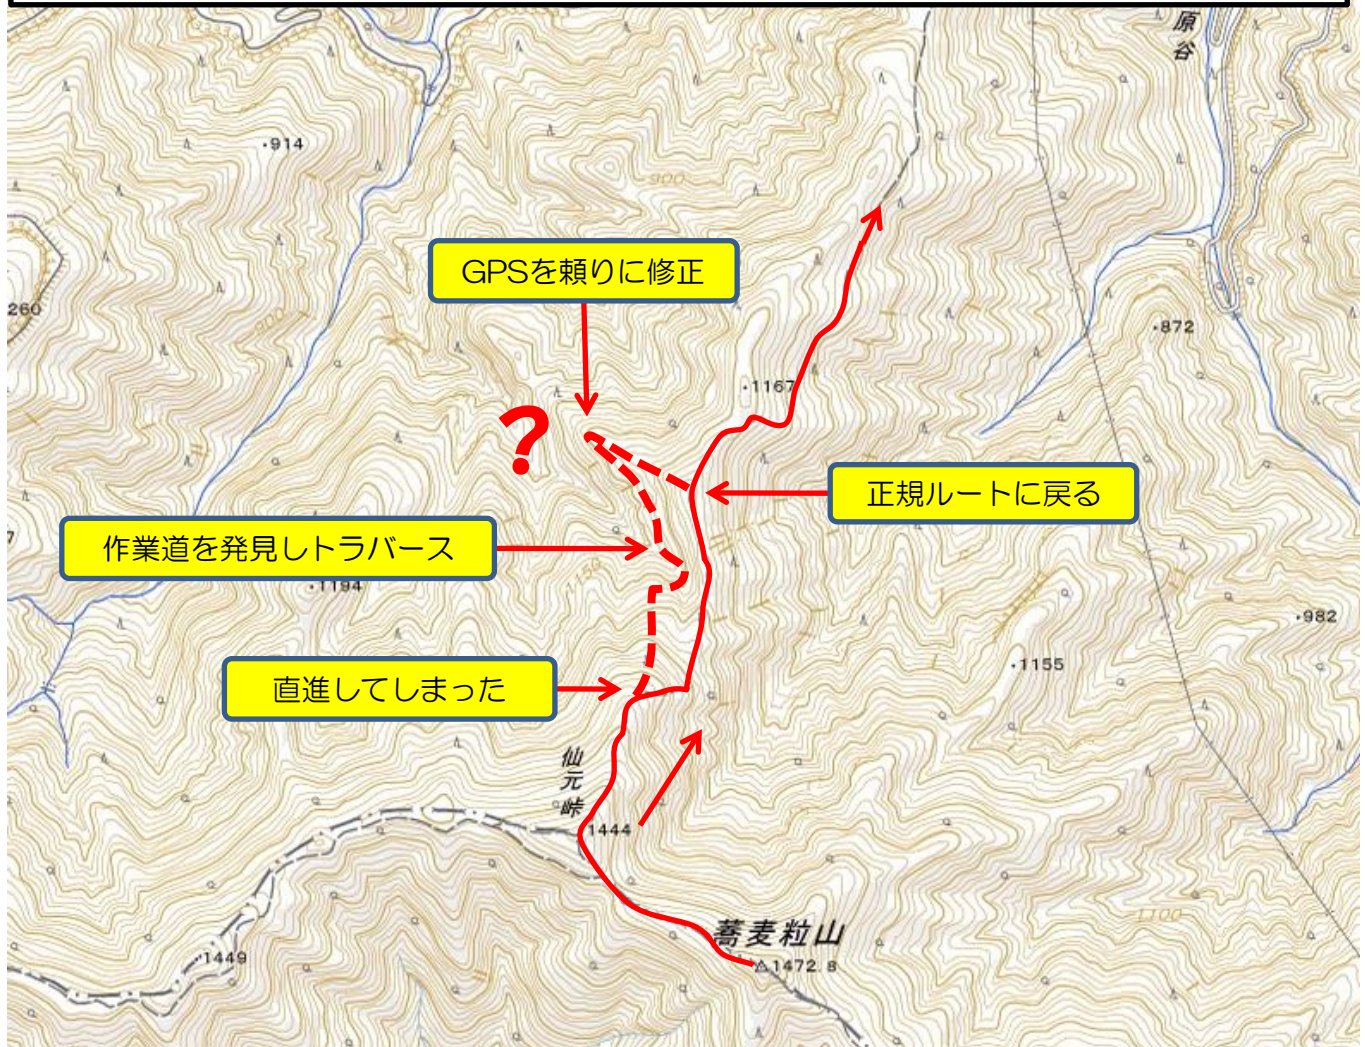 原谷
・914
900
GPSを頼りに修正
260
900
・872
・1167
正規ルートに戻る
?
作業道を発見しトラバース
7
1150
・1194
・982
・1155
直進してしまった
仙元峠
1444
1100
蕎麦粒山
・1449
△1472.8